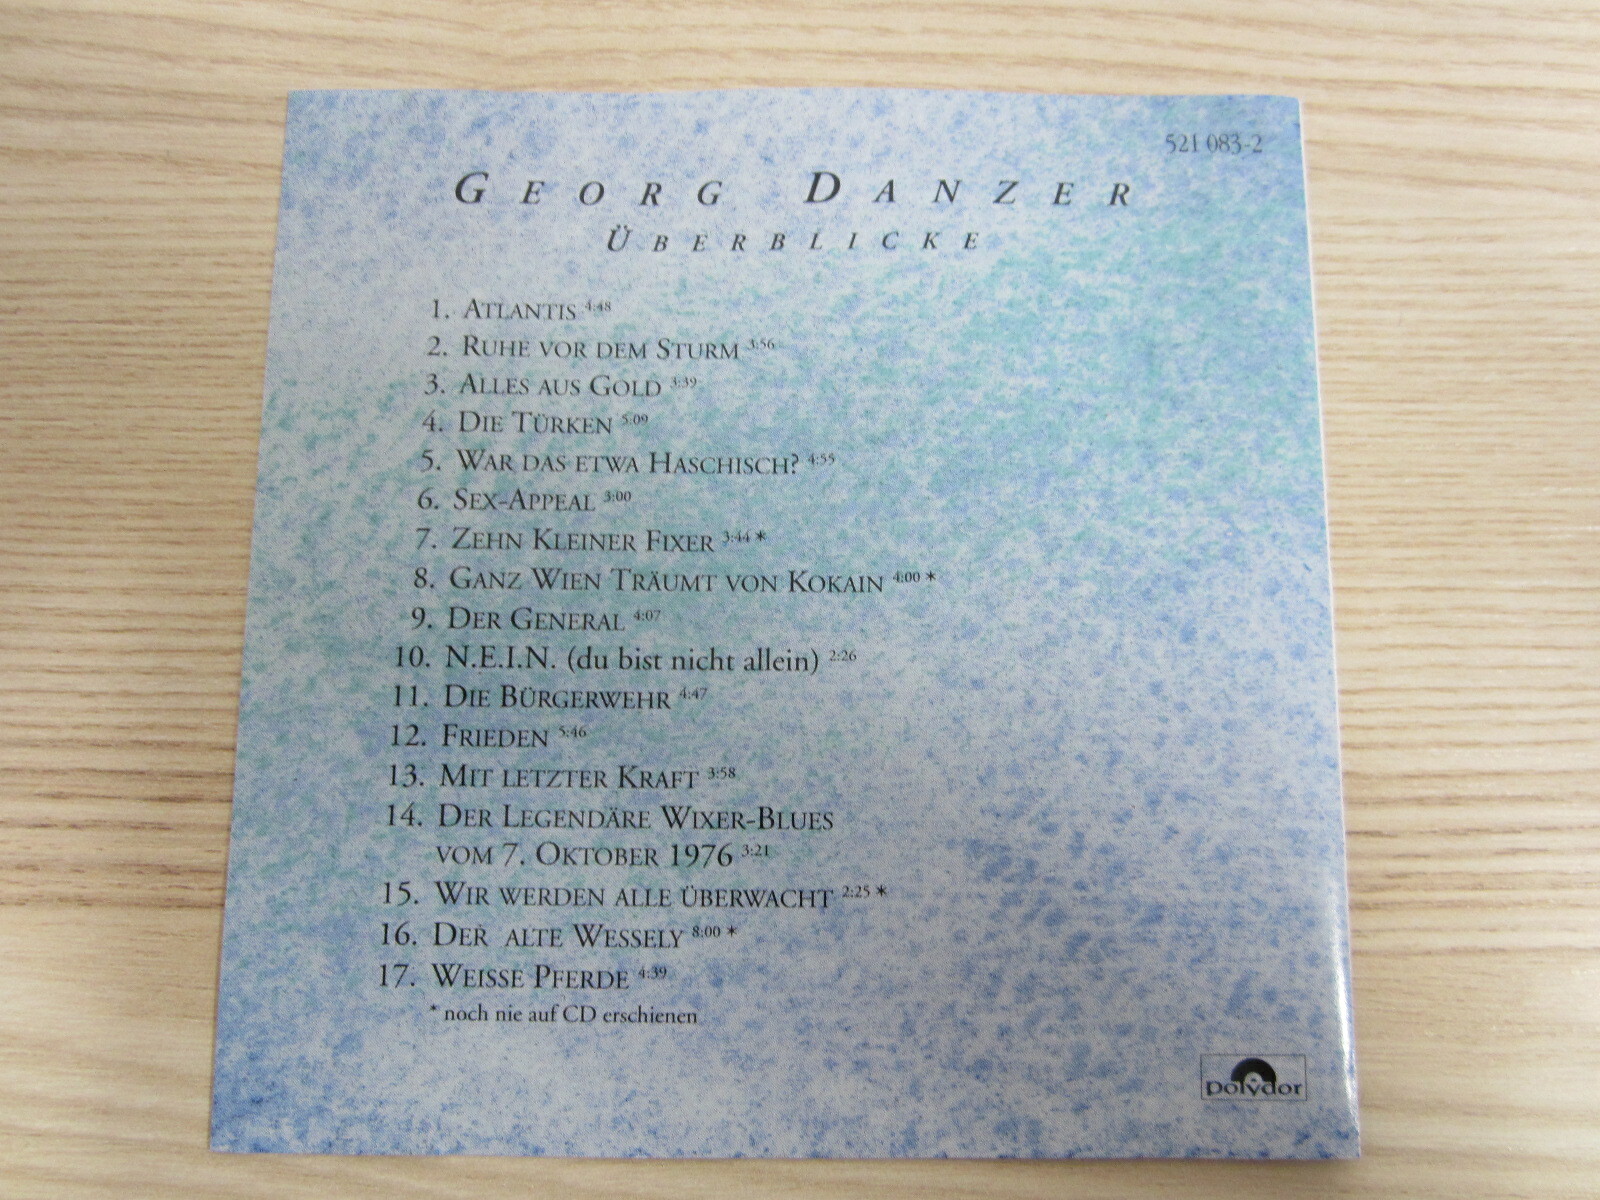 521 083-2
GEORG DANZER
ÜBERBLICKE
1. ATLANTIS 4:48
2. RUHE VOR DEM STURM 3:56
3. ALLES AUS GOLD 3:39
4. DIE TÜRKEN 5:09
5. WAR DAS ETWA HASCHISCH? 4:55
6. SEX-APPEAL 3:00
7. ZEHN KLEINER FIXER 3:44 *
8. GANZ WIEN TRÄUMT VON KOKAIN 4:00 *
9. DER GENERAL 4:07
10. N.E.I.N. (du bist nicht allein) 2:26
11. DIE BÜRGERWEHR 4:47
12. FRIEDEN 5:46
13. MIT LETZTER KRAFT 3:58
14. DER LEGENDÄRE WIXER-BLUES
VOM 7. OKTOBER 1976 3:21
15. WIR WERDEN ALLE ÜBERWACHT 2:25 *
16. DER ALTE WESSELY 8:00 *
17. WEISSE PFERDE 4:39
* noch nie auf CD erschienen
polydor